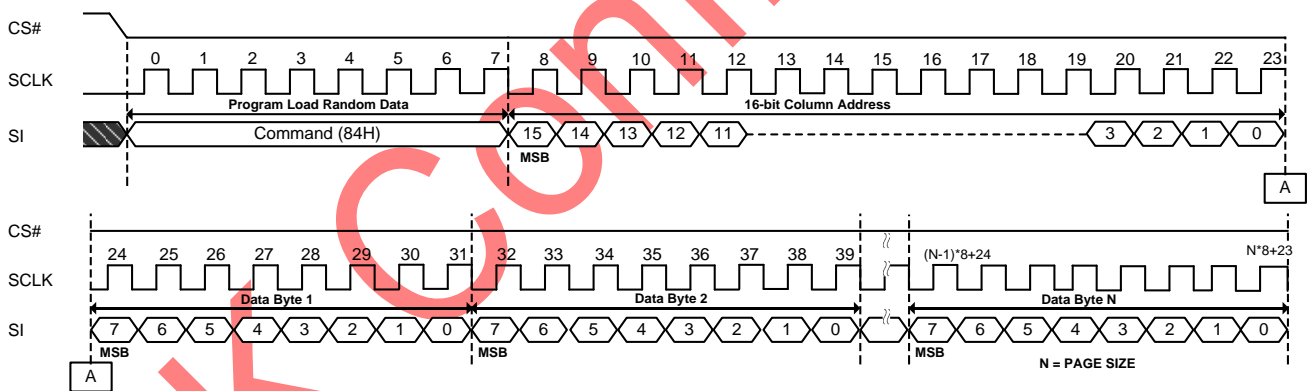 CS#
0 1 2 3 4 5 6 7 8 9 10 11 12 13 14 15 16 17 18 19 20 21 22 23
SCLK
Program Load Random Data 16-bit Column Address
SI Command (84H) 15 14 13 12 11 3 2 1 0
MSB
A
CS#
24 25 26 27 28 29 30 31 32 33 34 35 36 37 38 39 (N-1)*8+24 N*8+23
SCLK
Data Byte 1 Data Byte 2 Data Byte N
SI 7 6 5 4 3 2 1 0 7 6 5 4 3 2 1 0 7 6 5 4 3 2 1 0
MSB MSB MSB
N = PAGE SIZE
A